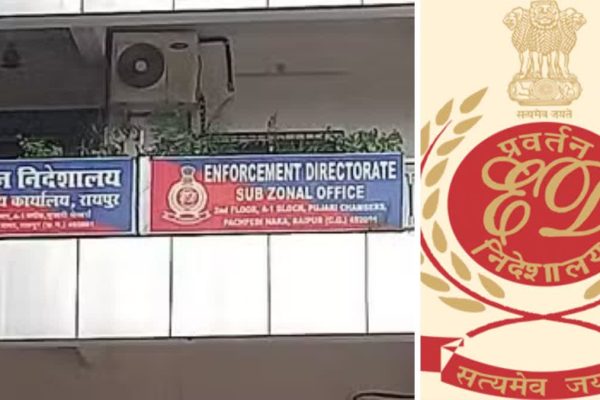 न निदेशालय
य कार्यालय, रायपुर
ENFORCEMENT DIRECTORATE
SUB ZONAL OFFICE
2nd FLOOR, A-1 BLOCK, PUJARI CHAMBERS,
PACHPEDI NAKA, RAIPUR (C.G.) 492001
सत्यमेव जयते
प्रवर्तन
ED
निदेशालय
सत्यमेव जय